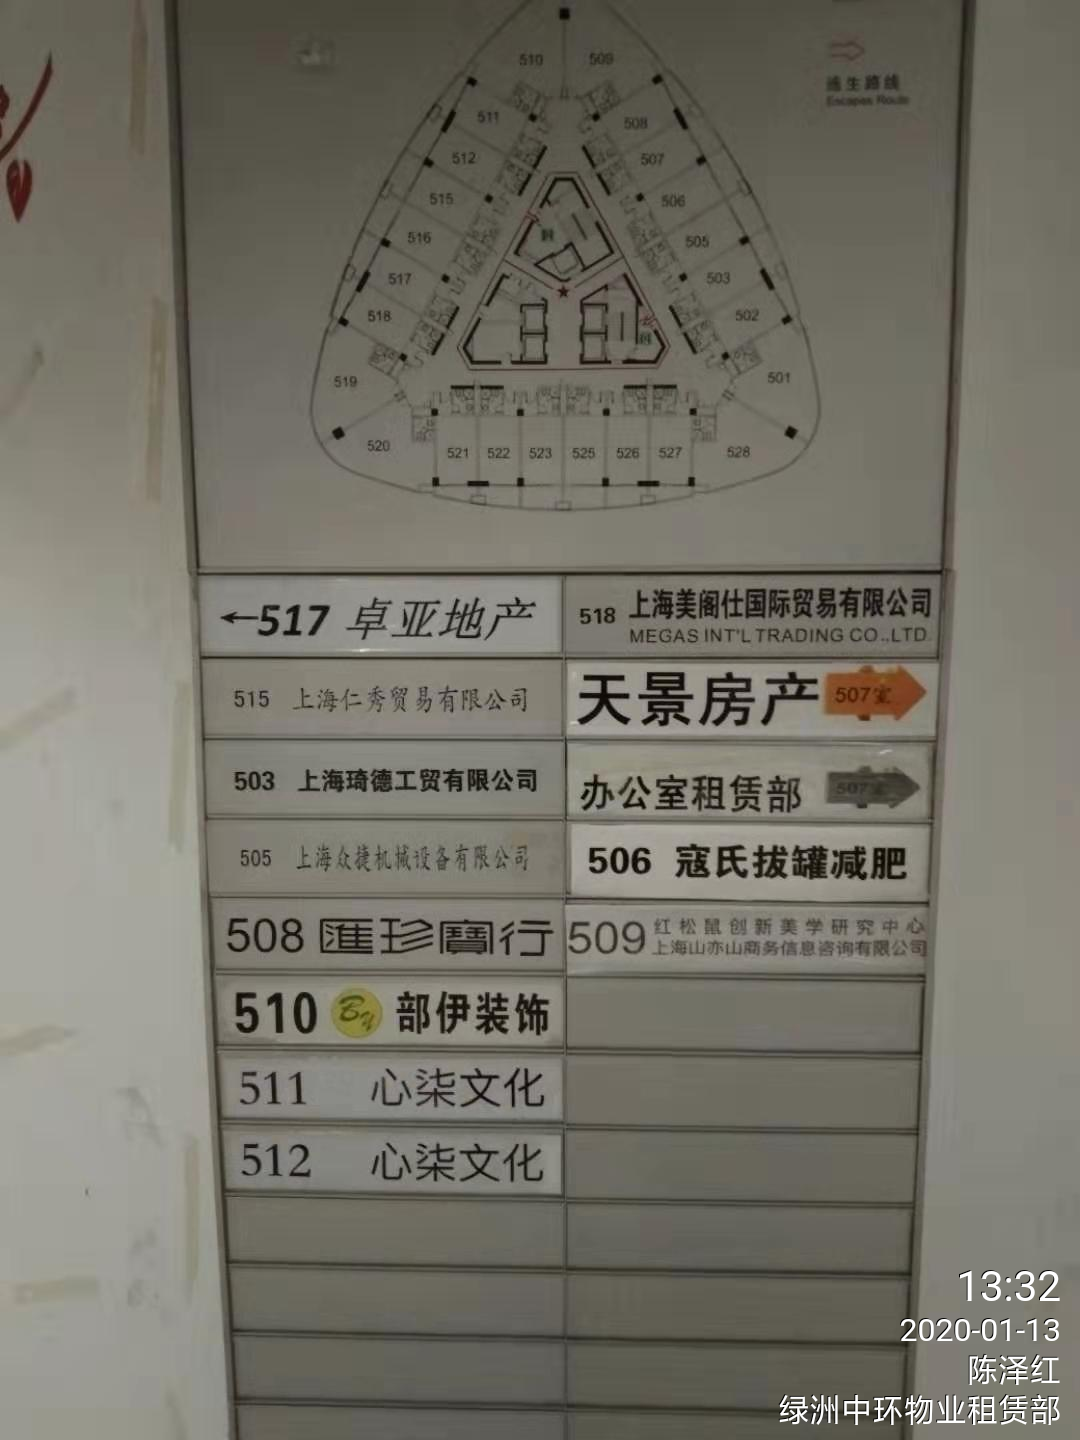 510 509
511 508
512 507
515 506
516 505
517 503
518 502
519 501
520 521 522 523 525 526 527 528
逃生路线
Escapes Route
←517 卓亚地产
518 上海美阁仕国际贸易有限公司
MEGAS INT'L TRADING CO.,LTD.
515 上海仁秀贸易有限公司
天景房产 507室
503 上海琦德工贸有限公司
办公室租赁部 507室
505 上海众捷机械设备有限公司
506 寇氏拔罐减肥
508 匯珍寶行
509 红松鼠创新美学研究中心
上海山亦山商务信息咨询有限公司
510 By 部伊装饰
511 心柒文化
512 心柒文化
13:32
2020-01-13
陈泽红
绿洲中环物业租赁部